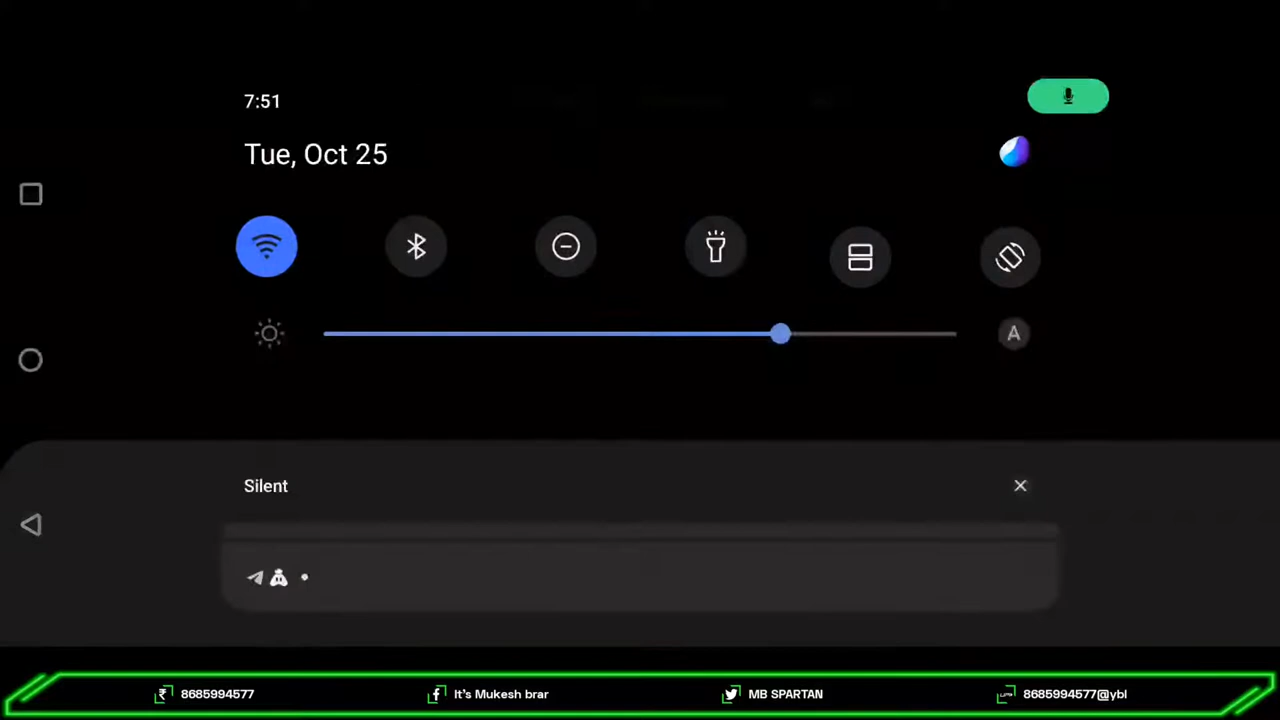 7:51
Tue, Oct 25
A
Silent
8685994577
It's Mukesh brar
MB SPARTAN
8685994577@ybl